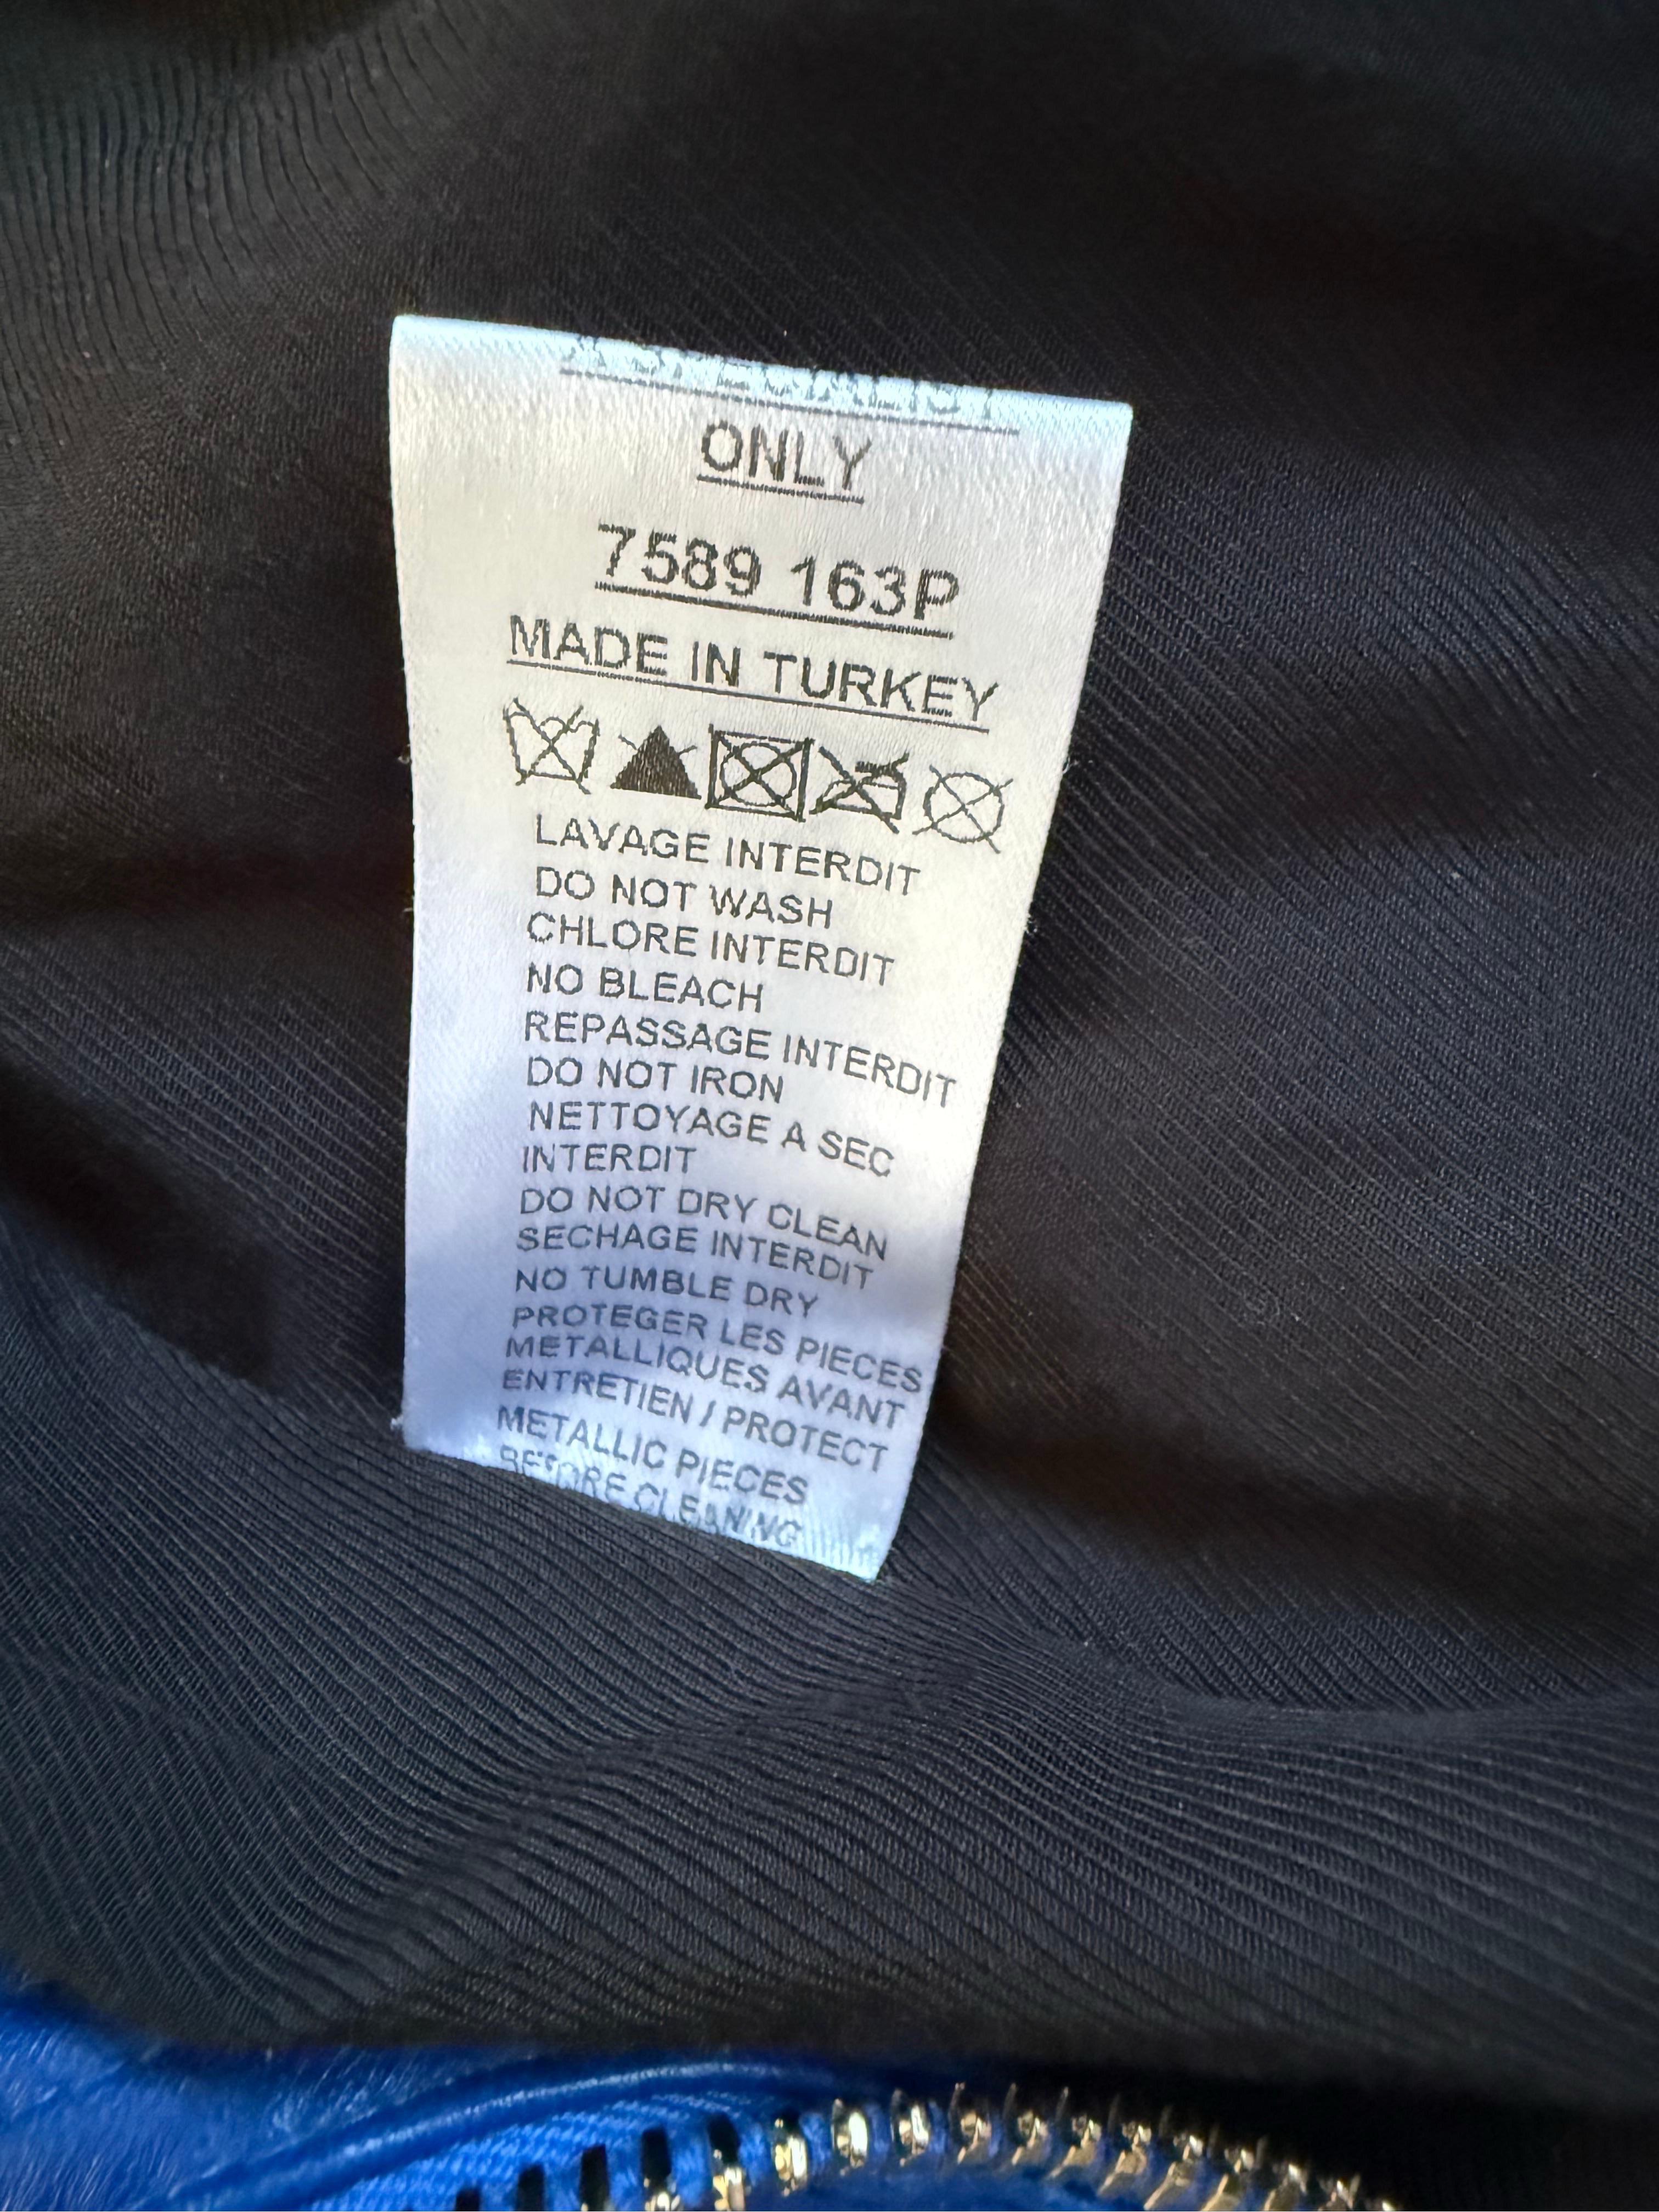 ONLY
7589 163P
MADE IN TURKEY
LAVAGE INTERDIT
DO NOT WASH
CHLORE INTERDIT
NO BLEACH
REPASSAGE INTERDIT
DO NOT IRON
NETTOYAGE A SEC
INTERDIT
DO NOT DRY CLEAN
SECHAGE INTERDIT
NO TUMBLE DRY
PROTEGER LES PIECES
METALLIQUES AVANT
ENTRETIEN / PROTECT
METALLIC PIECES
BEFORE CLEANING